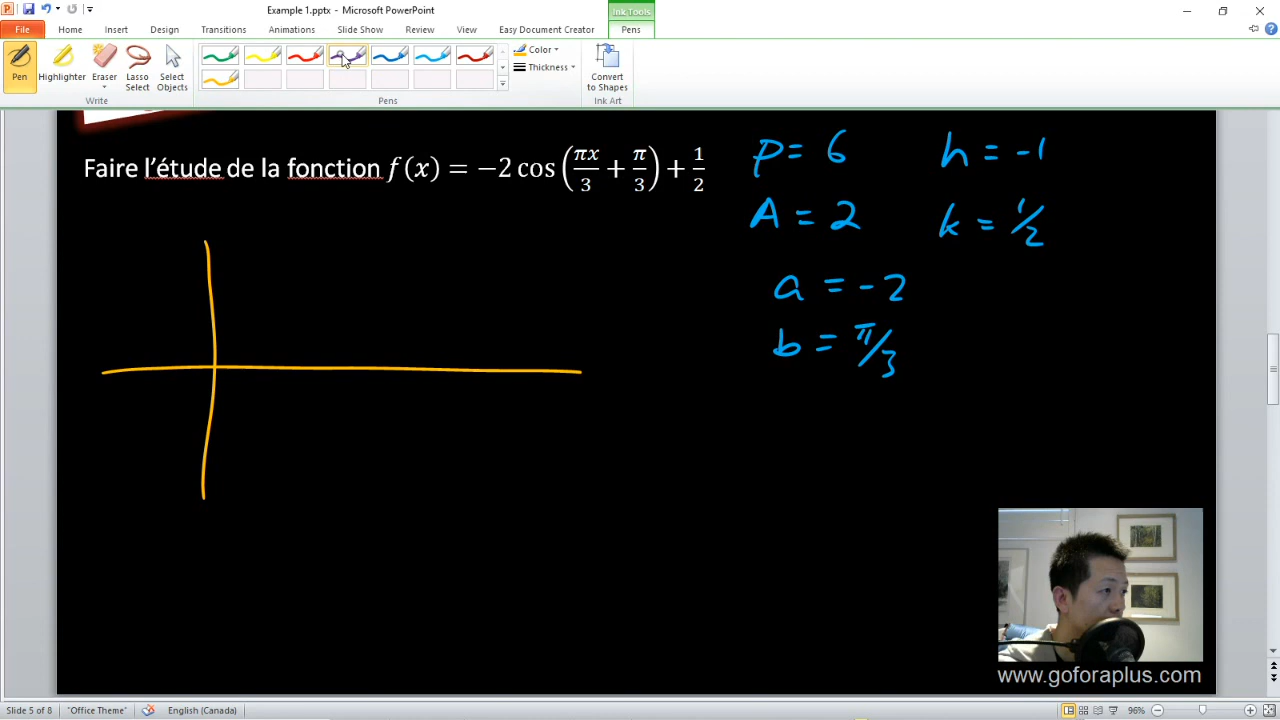 Example 1.pptx - Microsoft PowerPoint
Ink Tools
File Home Insert Design Transitions Animations Slide Show Review View Easy Document Creator Pens
Pen Highlighter Eraser Lasso Select Select Objects
Color
Thickness
Convert to Shapes
Write Pens Ink Art
Faire l'étude de la fonction f(x) = −2 cos (πx/3 + π/3) + 1/2
p = 6 h = -1
A = 2 k = 1/2
a = -2
b = π/3
www.goforaplus.com
Slide 5 of 8 "Office Theme" English (Canada) 96%